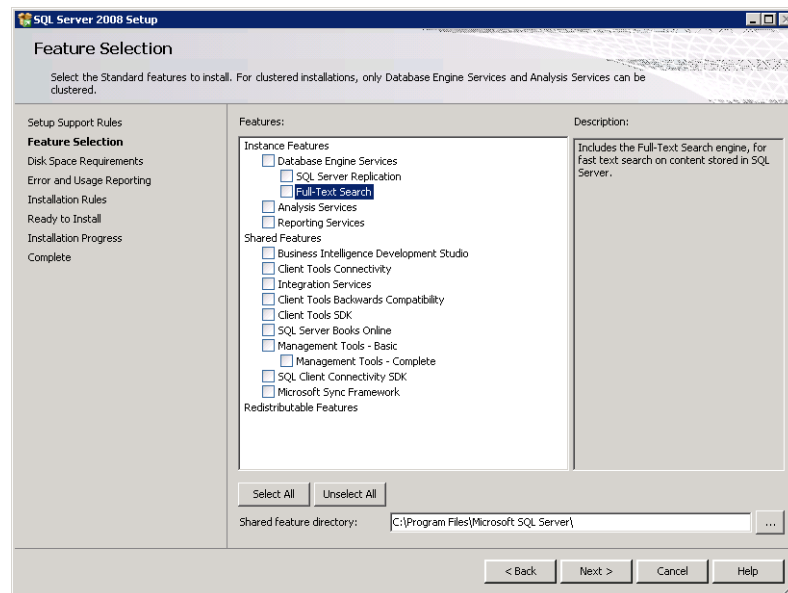 SQL Server 2008 Setup
Feature Selection
Select the Standard features to install. For clustered installations, only Database Engine Services and Analysis Services can be
clustered.
Setup Support Rules
Feature Selection
Disk Space Requirements
Error and Usage Reporting
Installation Rules
Ready to Install
Installation Progress
Complete
Features:
Instance Features
Database Engine Services
SQL Server Replication
Full-Text Search
Analysis Services
Reporting Services
Shared Features
Business Intelligence Development Studio
Client Tools Connectivity
Integration Services
Client Tools Backwards Compatibility
Client Tools SDK
SQL Server Books Online
Management Tools - Basic
Management Tools - Complete
SQL Client Connectivity SDK
Microsoft Sync Framework
Redistributable Features
Description:
Includes the Full-Text Search engine, for
fast text search on content stored in SQL
Server.
Select All
Unselect All
Shared feature directory:
C:\Program Files\Microsoft SQL Server\
...
< Back
Next >
Cancel
Help